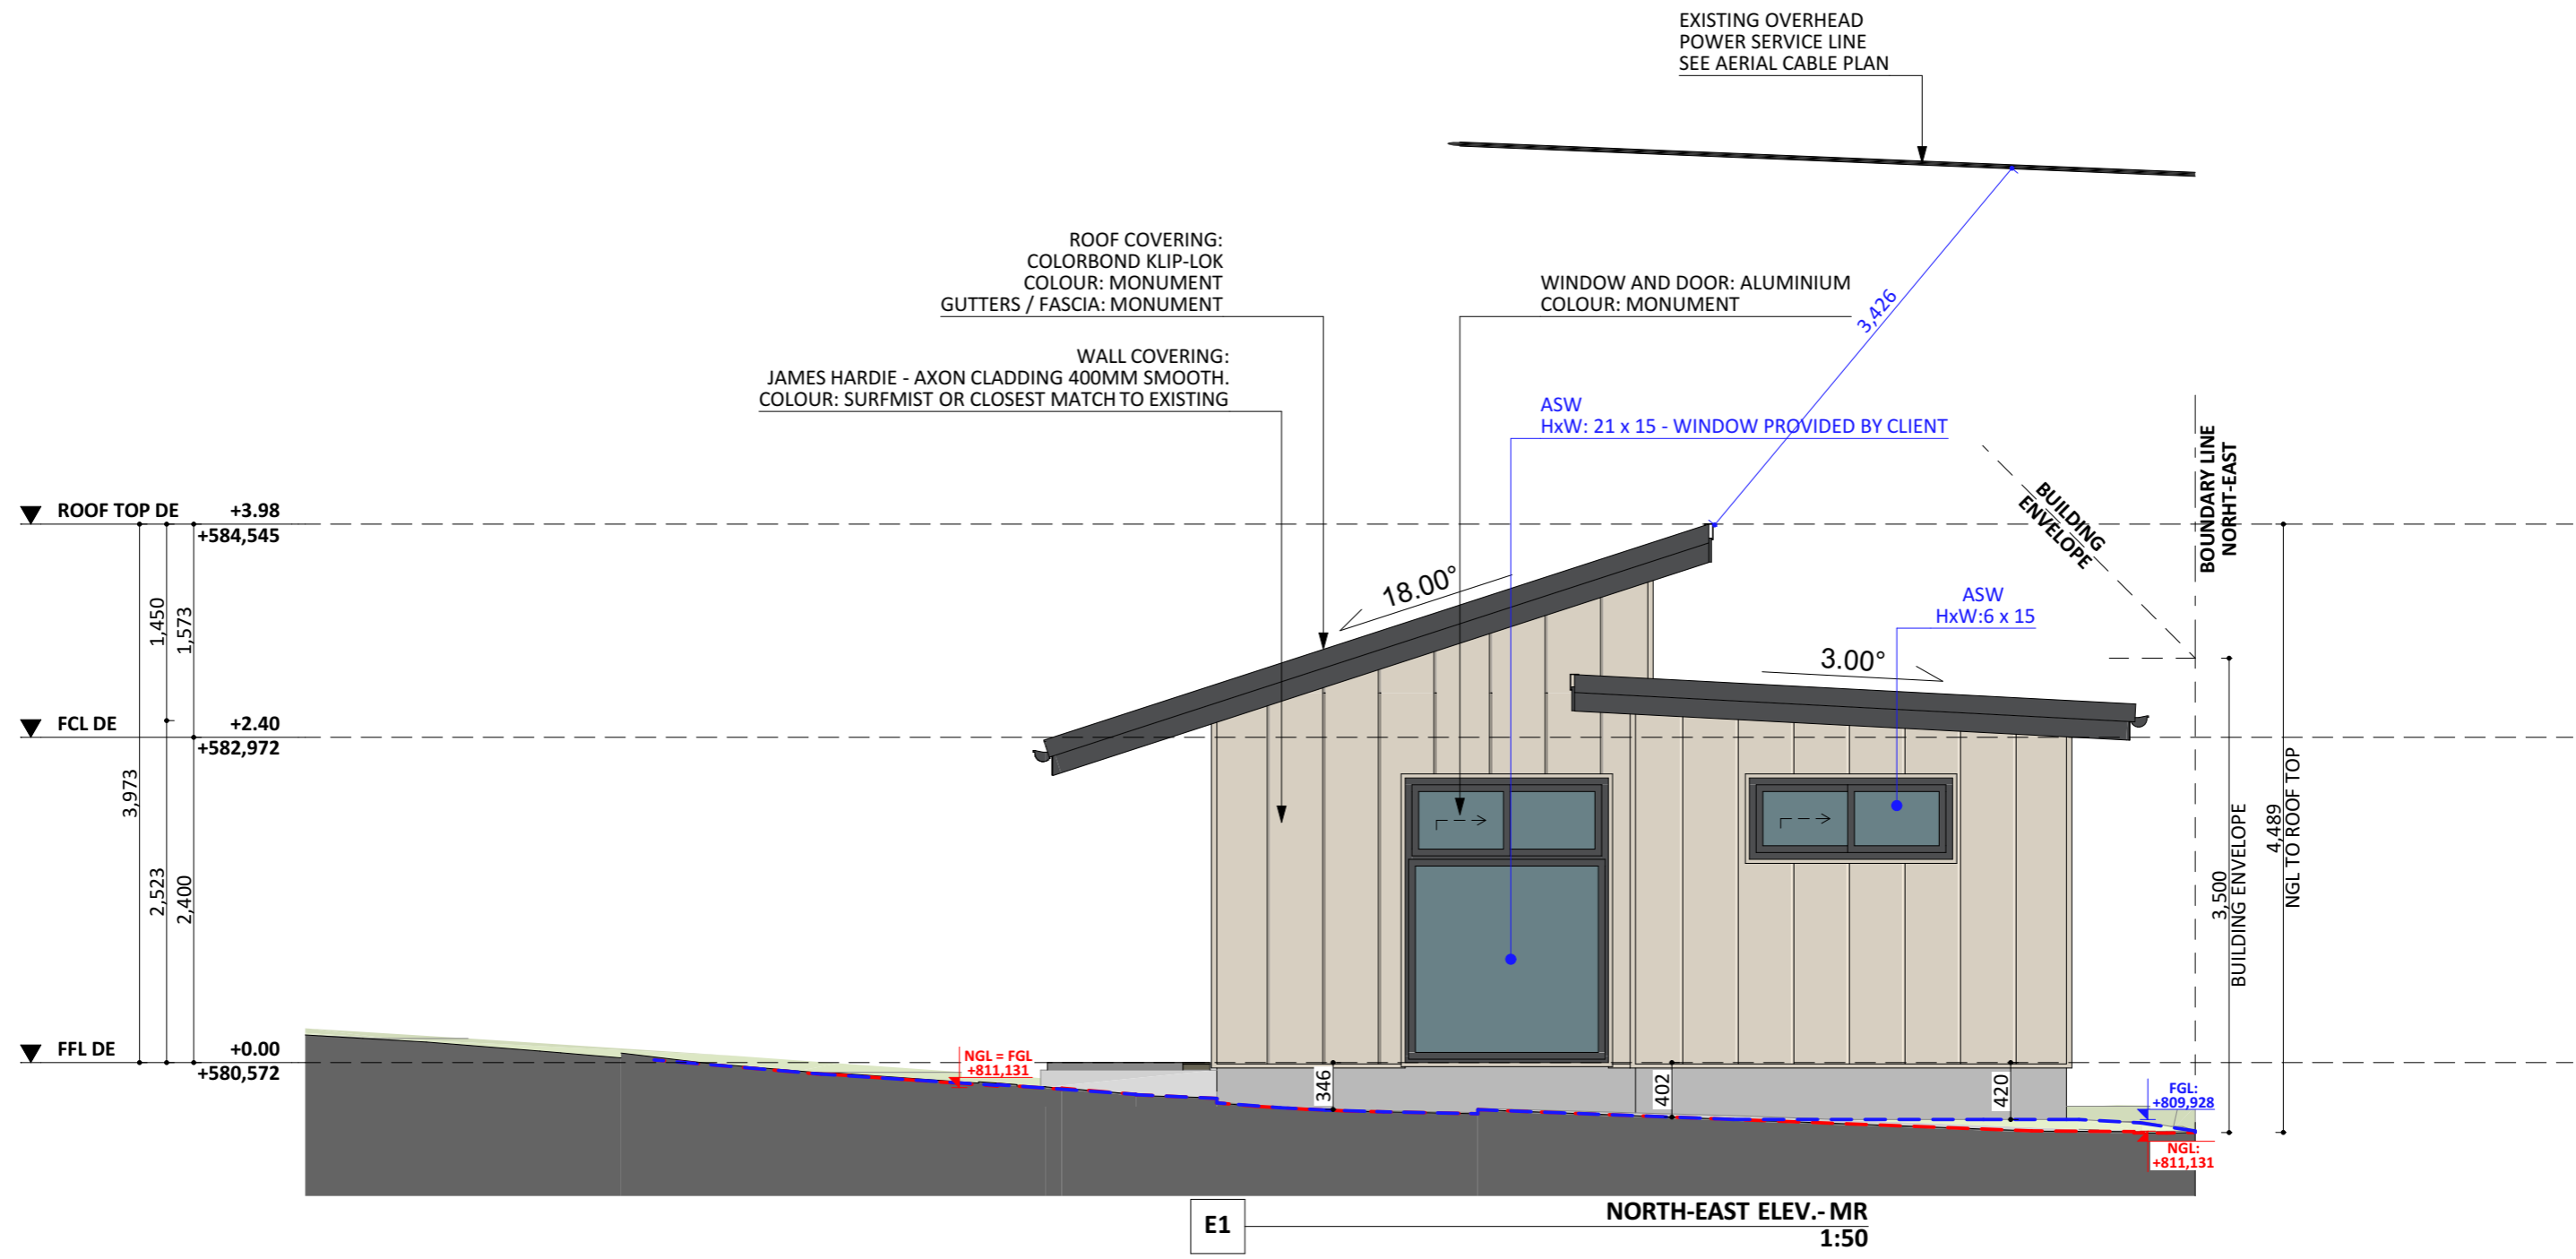 EXISTING OVERHEAD
POWER SERVICE LINE
SEE AERIAL CABLE PLAN
ROOF COVERING:
COLORBOND KLIP-LOK
COLOUR: MONUMENT
GUTTERS / FASCIA: MONUMENT
WINDOW AND DOOR: ALUMINIUM
COLOUR: MONUMENT
3,426
WALL COVERING:
JAMES HARDIE - AXON CLADDING 400MM SMOOTH.
COLOUR: SURFMIST OR CLOSEST MATCH TO EXISTING
ASW
HxW: 21 x 15 - WINDOW PROVIDED BY CLIENT
BOUNDARY LINE
NORHT-EAST
BUILDING
ENVELOPE
ROOF TOP DE +3.98
+584,545
18.00°
ASW
HxW:6 x 15
1,450
1,573
3.00°
FCL DE +2.40
+582,972
3,973
2,523
2,400
3,500
BUILDING ENVELOPE
4,489
NGL TO ROOF TOP
FFL DE +0.00
+580,572
NGL = FGL
+811,131
346
402
420
FGL:
+809,928
NGL:
+811,131
E1
NORTH-EAST ELEV.- MR
1:50